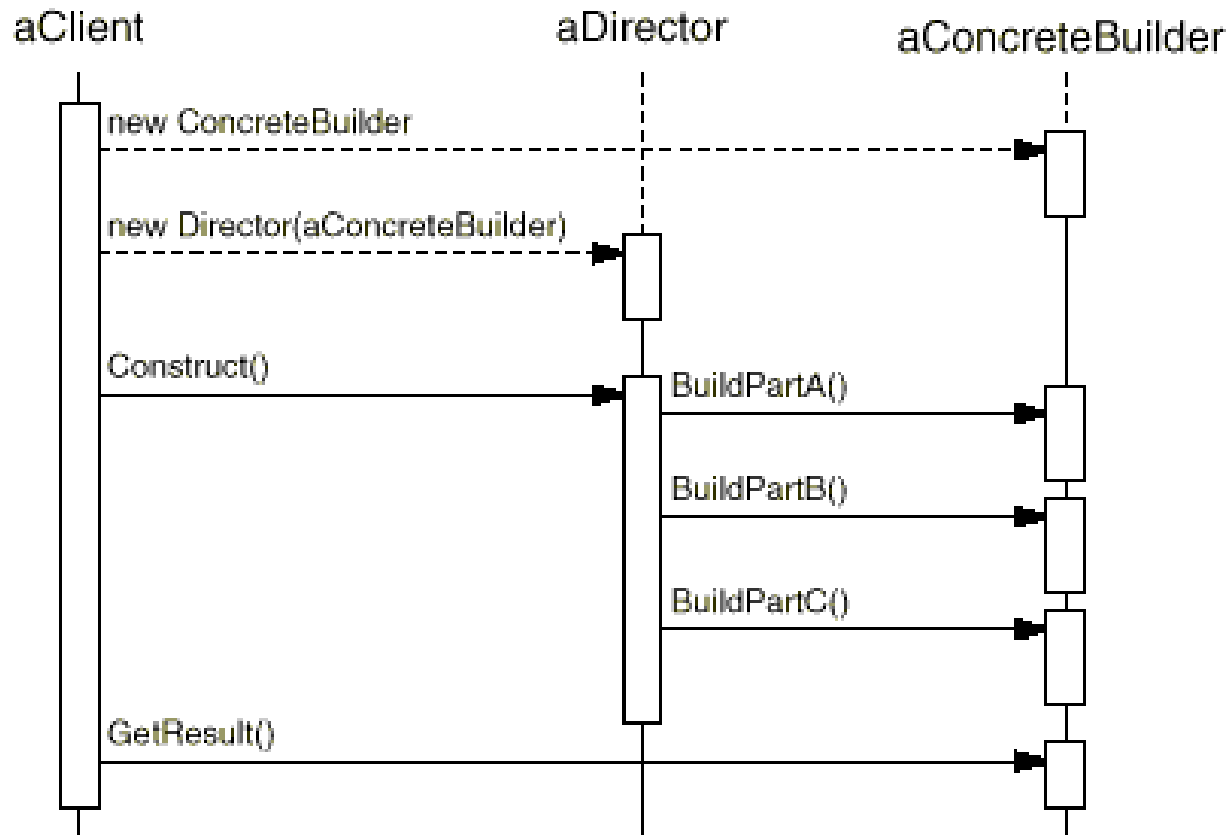 aClient
aDirector
aConcreteBuilder
new ConcreteBuilder
new Director(aConcreteBuilder)
Construct()
BuildPartA()
BuildPartB()
BuildPartC()
GetResult()